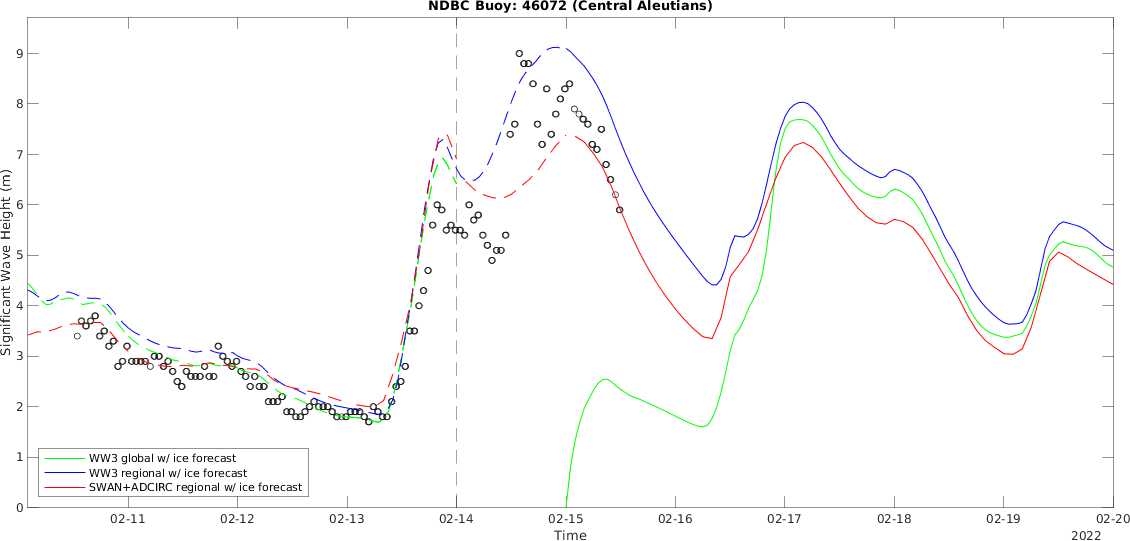 NDBC Buoy: 46072 (Central Aleutians)
Significant Wave Height (m)
9
8
7
6
5
4
3
2
1
0
WW3 global w/ ice forecast
WW3 regional w/ ice forecast
SWAN+ADCIRC regional w/ ice forecast
02-11 02-12 02-13 02-14 02-15 02-16 02-17 02-18 02-19 02-20
Time
2022